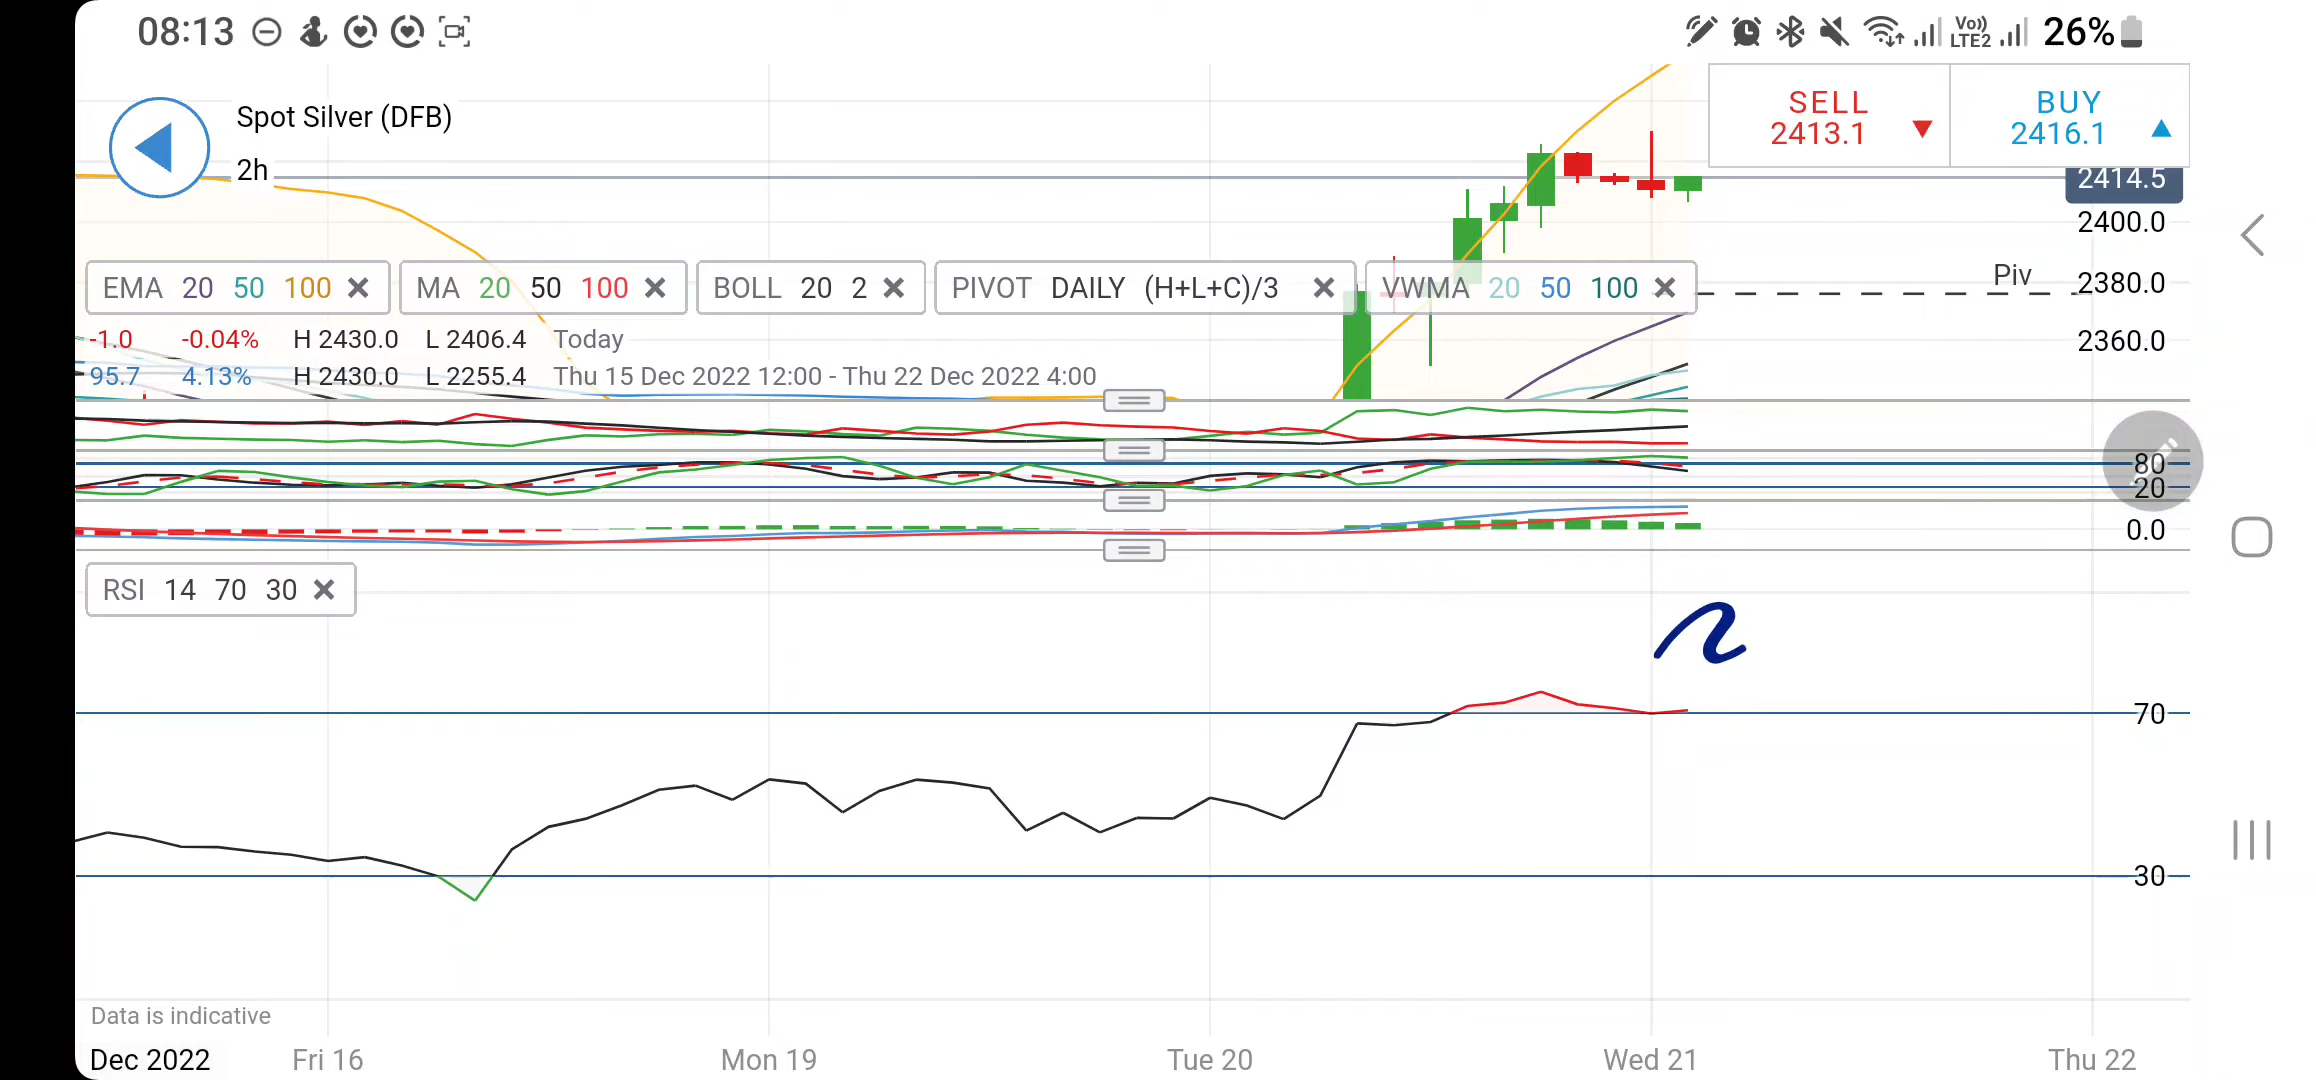 08:13 Vo)) LTE2 26%
Spot Silver (DFB)
2h
SELL
2413.1
BUY
2416.1
2414.5
2400.0
EMA 20 50 100 MA 20 50 100 BOLL 20 2 PIVOT DAILY (H+L+C)/3 VWMA 20 50 100
Piv
2380.0
-1.0 -0.04% H 2430.0 L 2406.4 Today
2360.0
95.7 4.13% H 2430.0 L 2255.4 Thu 15 Dec 2022 12:00 - Thu 22 Dec 2022 4:00
80
20
0.0
RSI 14 70 30
70
30
Data is indicative
Dec 2022 Fri 16 Mon 19 Tue 20 Wed 21 Thu 22